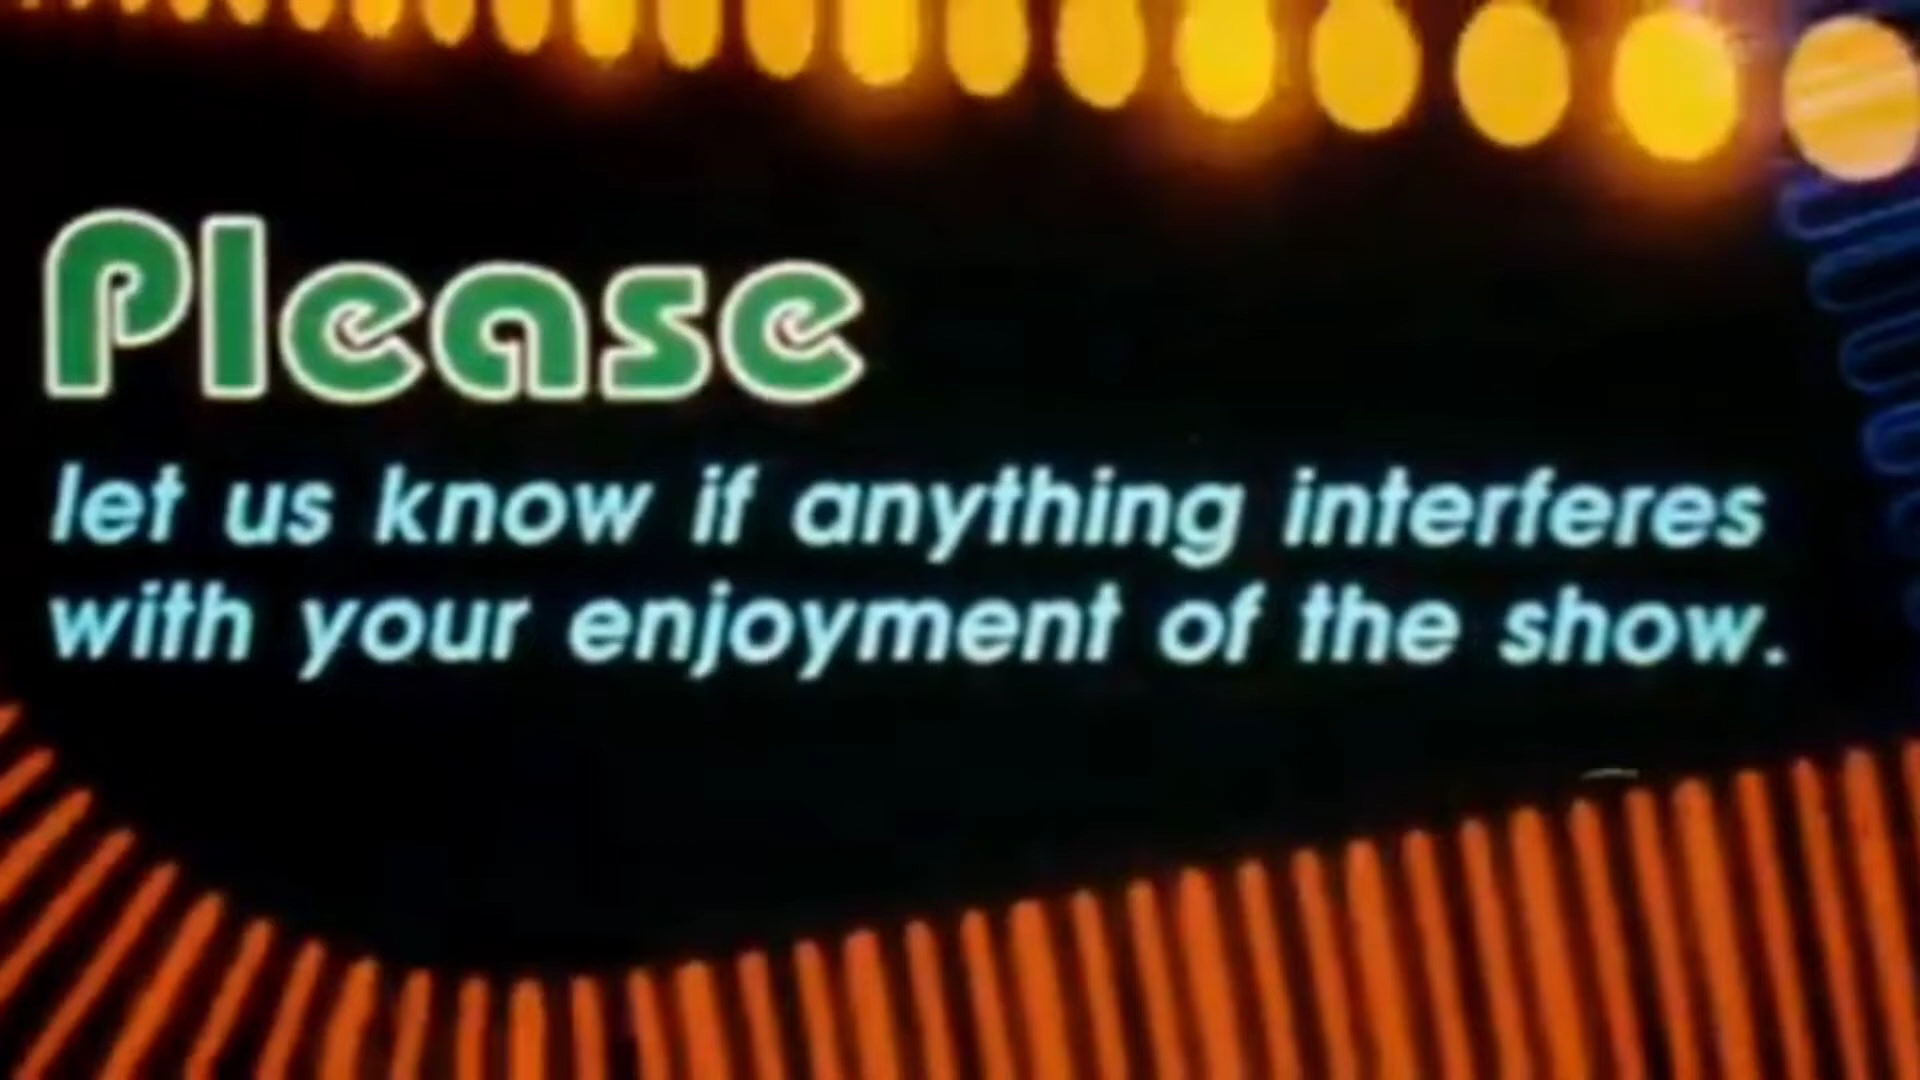 Please
let us know if anything interferes
with your enjoyment of the show.